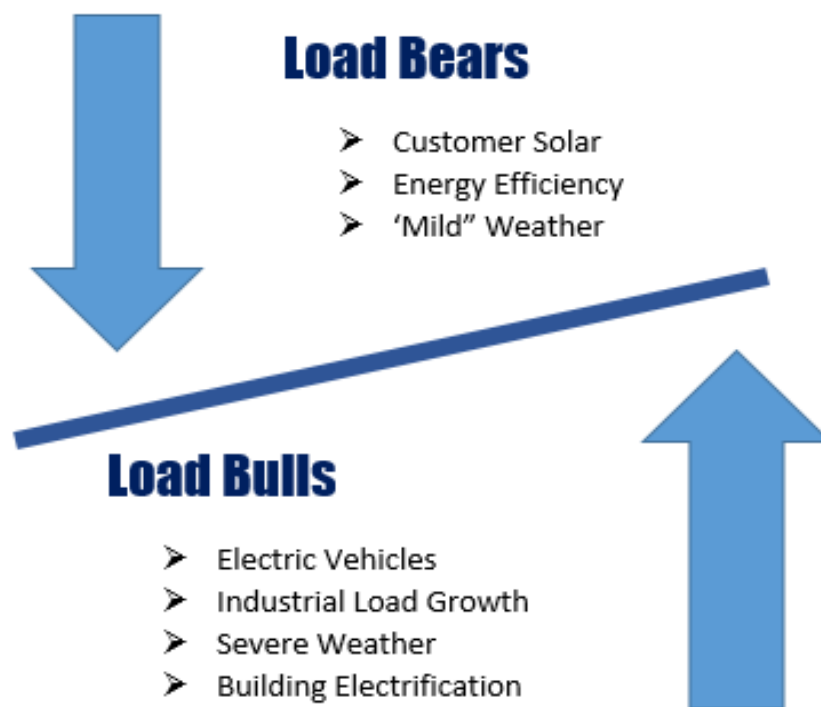 Load Bears
➢ Customer Solar
➢ Energy Efficiency
➢ ‘Mild” Weather
Load Bulls
➢ Electric Vehicles
➢ Industrial Load Growth
➢ Severe Weather
➢ Building Electrification